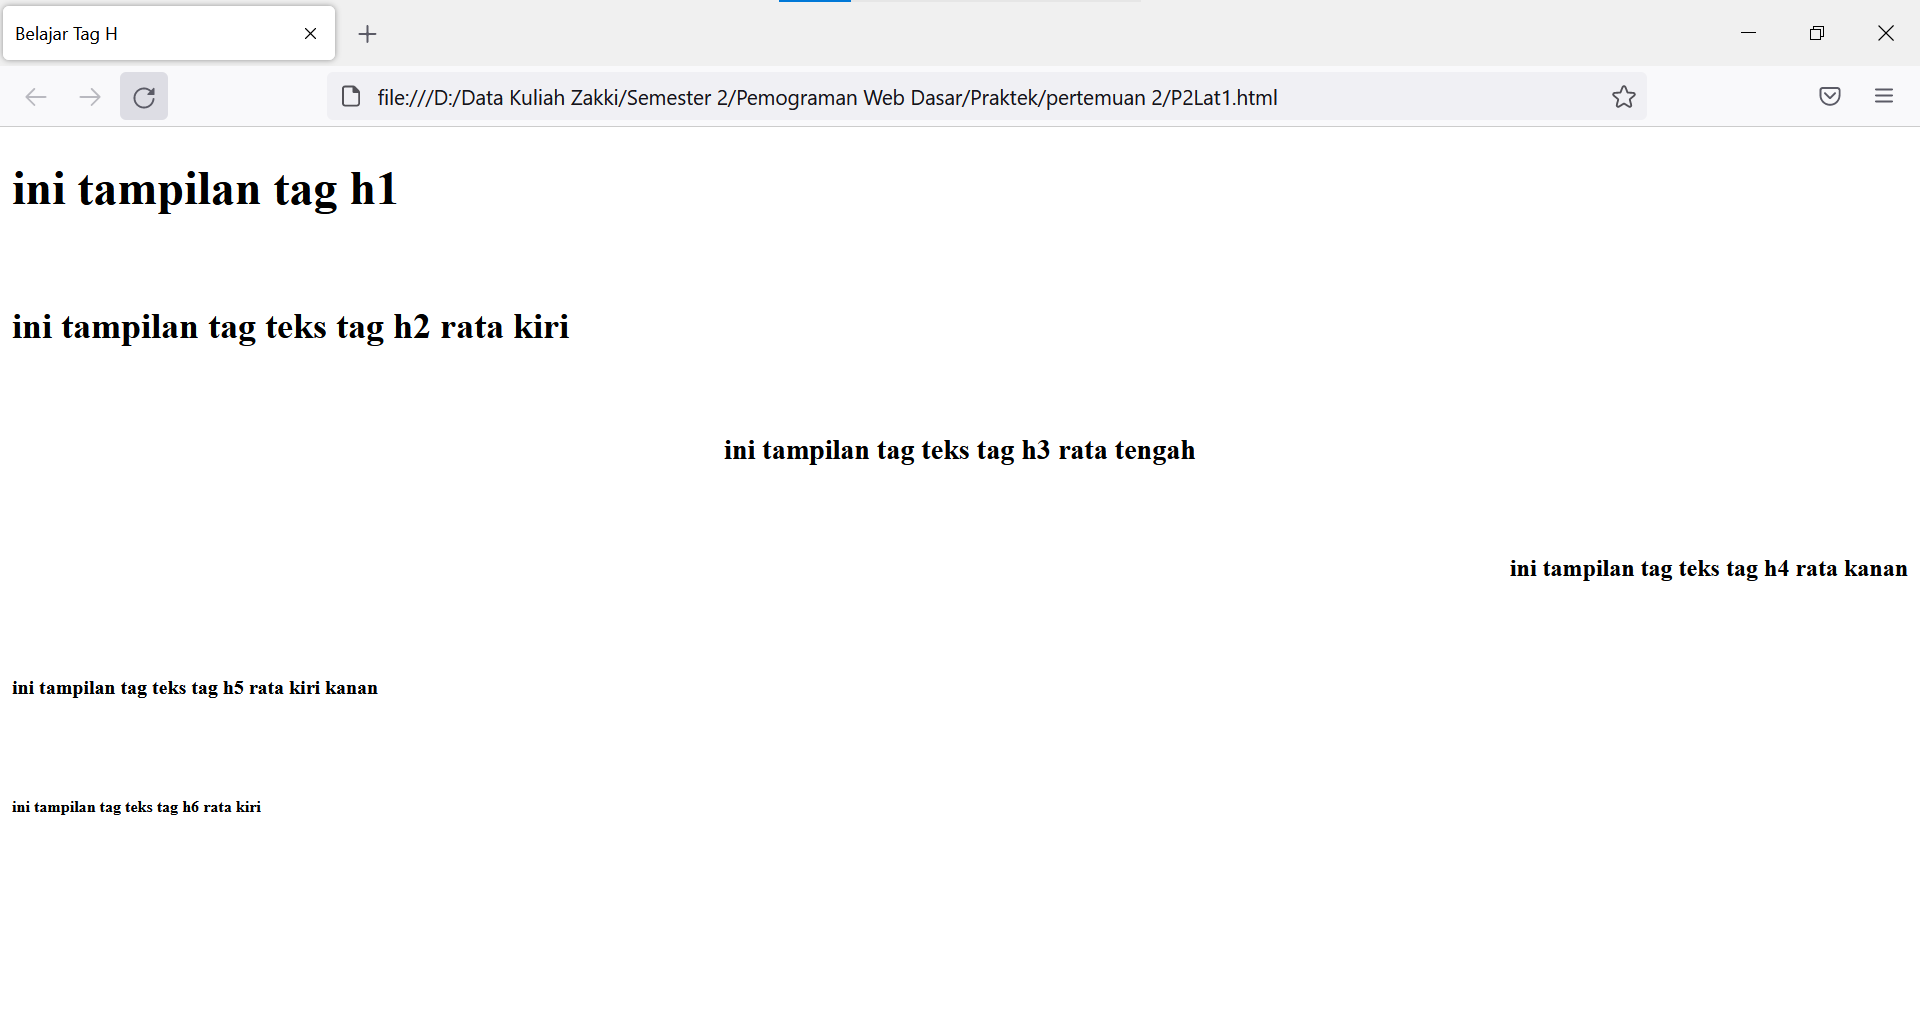 Belajar Tag H
file:///D:/Data Kuliah Zakki/Semester 2/Pemograman Web Dasar/Praktek/pertemuan 2/P2Lat1.html
ini tampilan tag h1
ini tampilan tag teks tag h2 rata kiri
ini tampilan tag teks tag h3 rata tengah
ini tampilan tag teks tag h4 rata kanan
ini tampilan tag teks tag h5 rata kiri kanan
ini tampilan tag teks tag h6 rata kiri